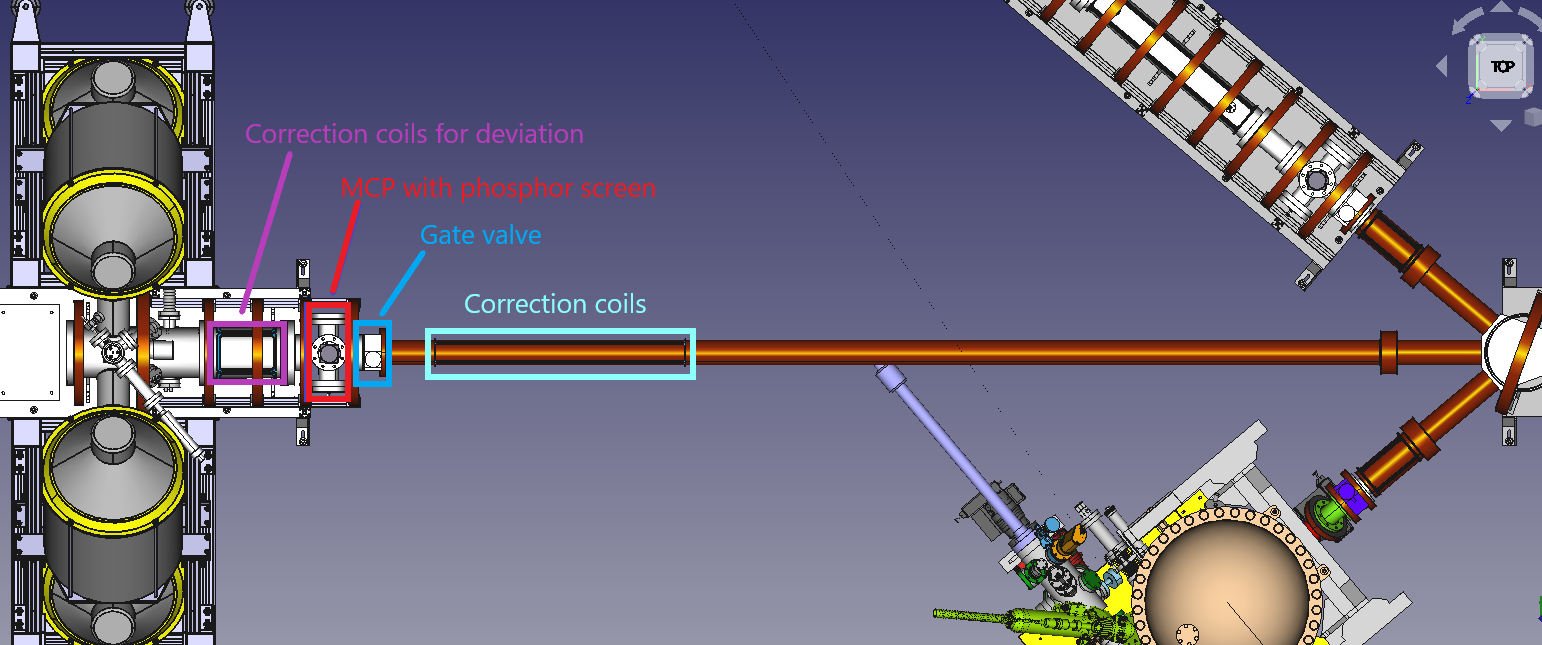 TOP
Correction coils for deviation
MCP with phosphor screen
Gate valve
Correction coils